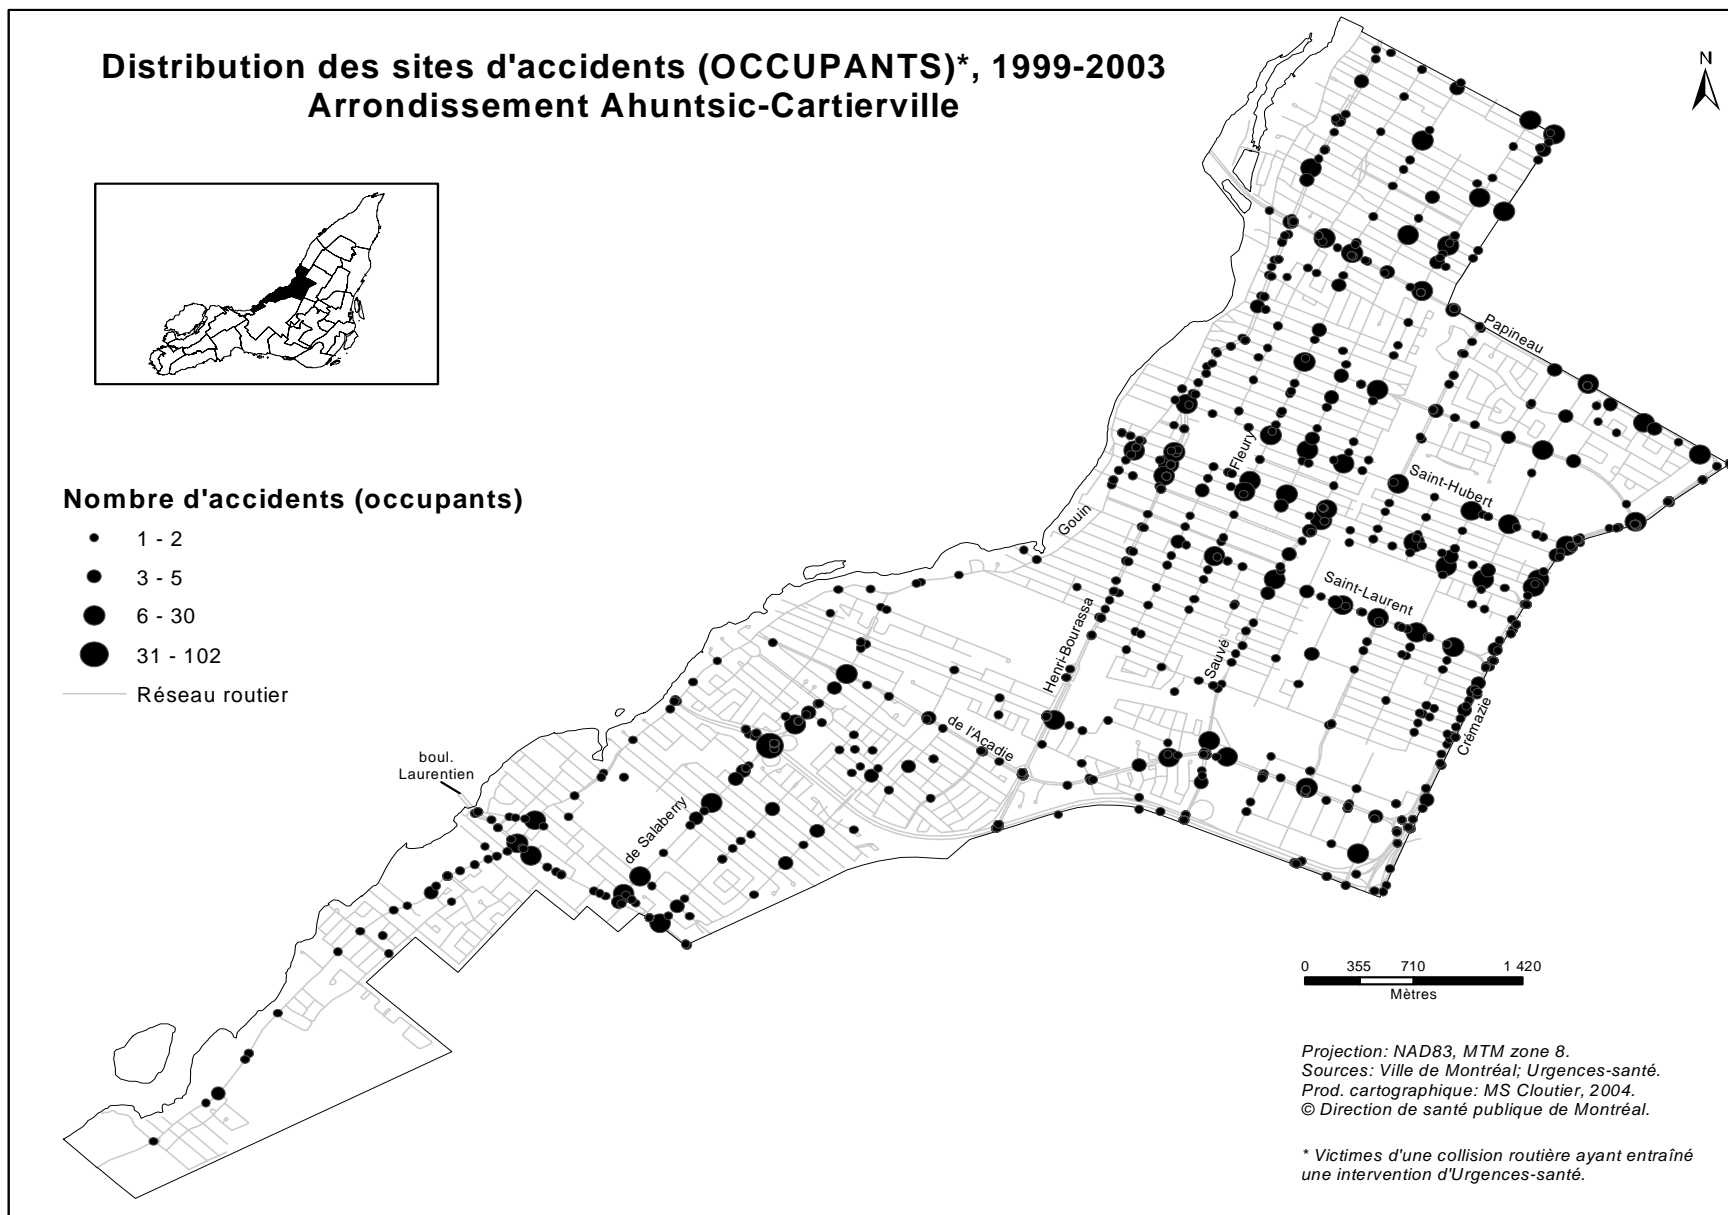 Distribution des sites d'accidents (OCCUPANTS)*, 1999-2003
Arrondissement Ahuntsic-Cartierville
N
Nombre d'accidents (occupants)
1 - 2
3 - 5
6 - 30
31 - 102
Réseau routier
Papineau
Fleury
Saint-Hubert
Gouin
Saint-Laurent
Henri-Bourassa
Sauvé
de l'Acadie
Crémazie
boul.
Laurentien
de Salaberry
0 355 710 1 420
Mètres
Projection: NAD83, MTM zone 8.
Sources: Ville de Montréal; Urgences-santé.
Prod. cartographique: MS Cloutier, 2004.
© Direction de santé publique de Montréal.
* Victimes d'une collision routière ayant entraîné
une intervention d'Urgences-santé.